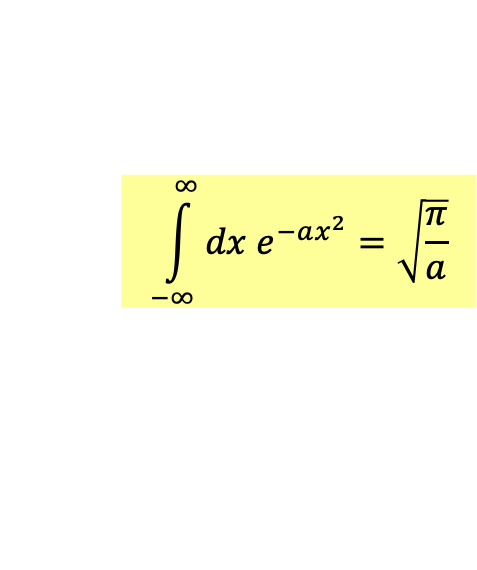 ∫_{-∞}^{∞} dx e^{-ax²} = √(π/a)